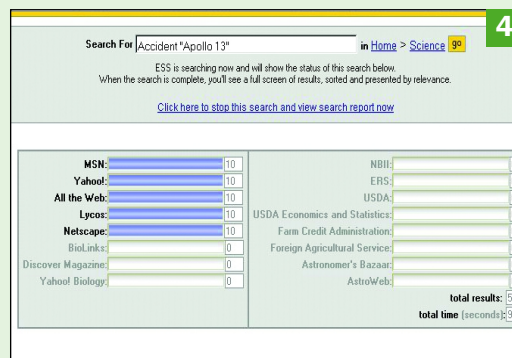 4
Search For Accident "Apollo 13" in Home > Science go
ESS is searching now and will show the status of this search below.
When the search is complete, you'll see a full screen of results, sorted and presented by relevance.
Click here to stop this search and view search report now
MSN: 10
Yahoo!: 10
All the Web: 10
Lycos: 10
Netscape: 10
BioLinks: 0
Discover Magazine: 0
Yahoo! Biology: 0
NBII:
ERS:
USDA:
USDA Economics and Statistics:
Farm Credit Administration:
Foreign Agricultural Service:
Astronomer's Bazaar:
AstroWeb:
total results: 5
total time (seconds): 9